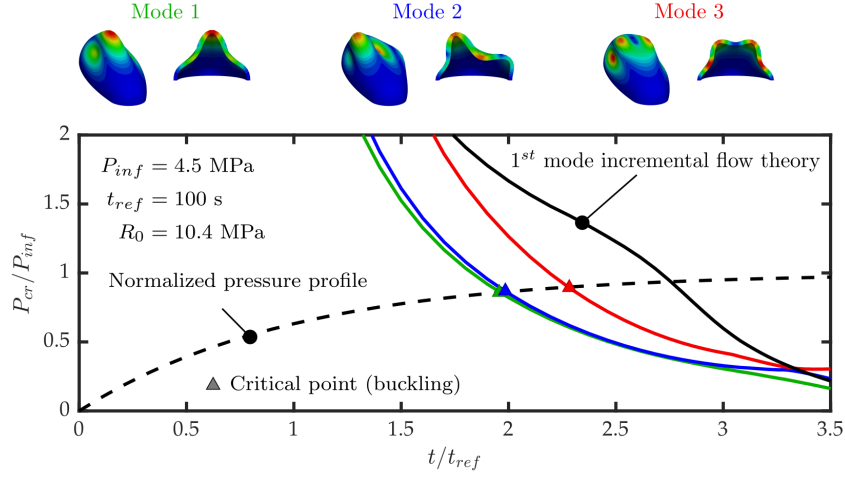 Mode 1
Mode 2
Mode 3
2
1.5
1
0.5
0
P_inf = 4.5 MPa
t_ref = 100 s
R_0 = 10.4 MPa
1^st mode incremental flow theory
Normalized pressure profile
Critical point (buckling)
P_cr/P_inf
0 0.5 1 1.5 2 2.5 3 3.5
t/t_ref